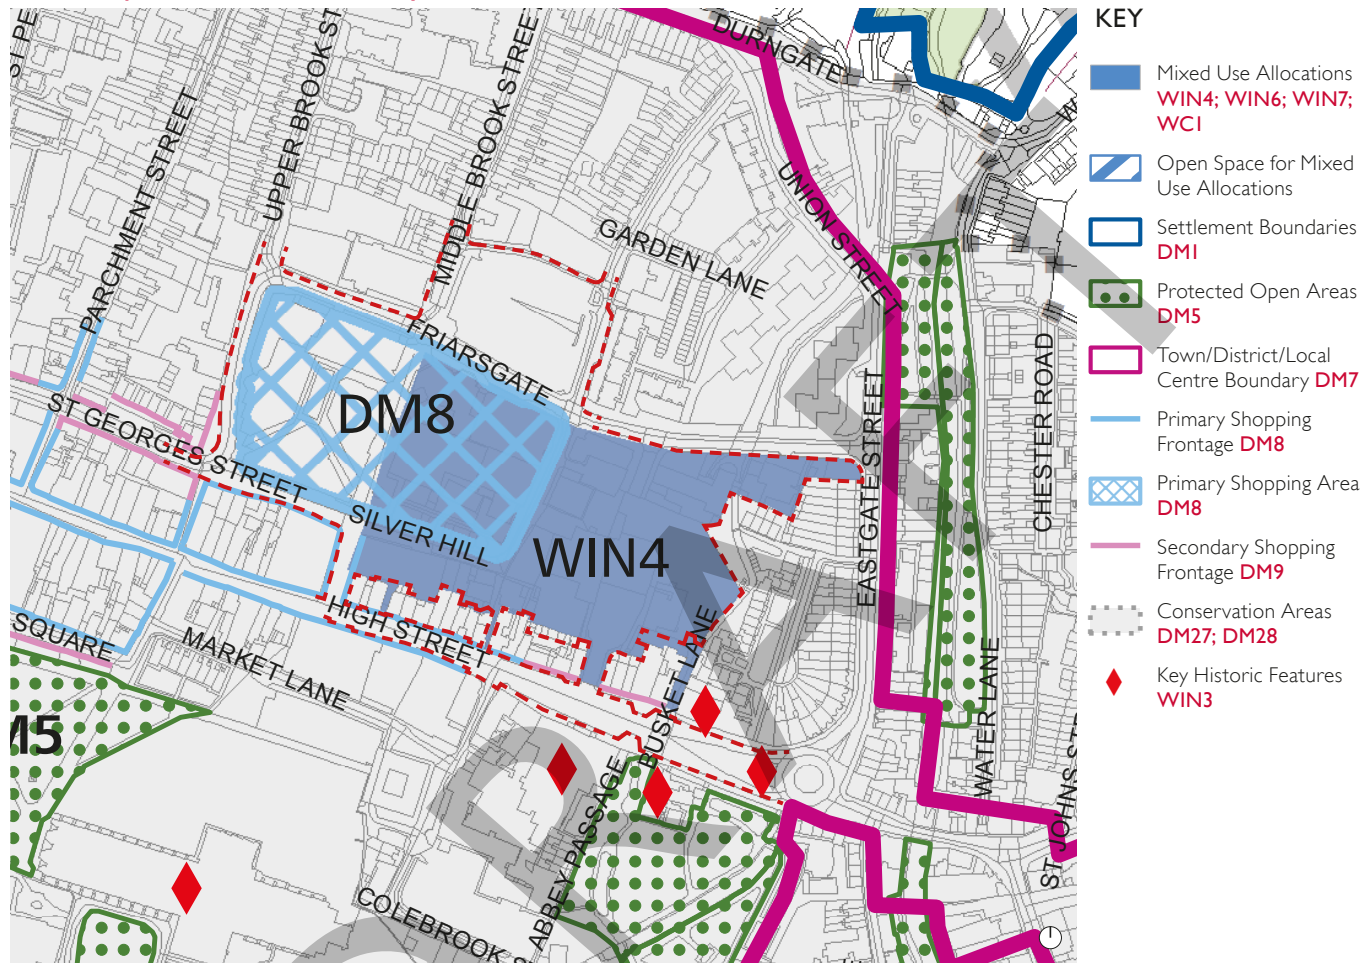 KEY
Mixed Use Allocations
WIN4; WIN6; WIN7;
WC1
Open Space for Mixed
Use Allocations
Settlement Boundaries
DM1
Protected Open Areas
DM5
Town/District/Local
Centre Boundary DM7
Primary Shopping
Frontage DM8
Primary Shopping Area
DM8
Secondary Shopping
Frontage DM9
Conservation Areas
DM27; DM28
Key Historic Features
WIN3
UPPER BROOK ST
MIDDLE BROOK STREET
DURNGATE
PARCHMENT STREET
UNION STREET
GARDEN LANE
FRIARSGATE
DM8
ST GEORGES STREET
SILVER HILL
WIN4
EASTGATE STREET
CHESTER ROAD
HIGH STREET
SQUARE
MARKET LANE
BUSKET LANE
WATER LANE
M5
ABBEY PASSAGE
COLEBROOK S
ST JOHNS ST
DRAFT